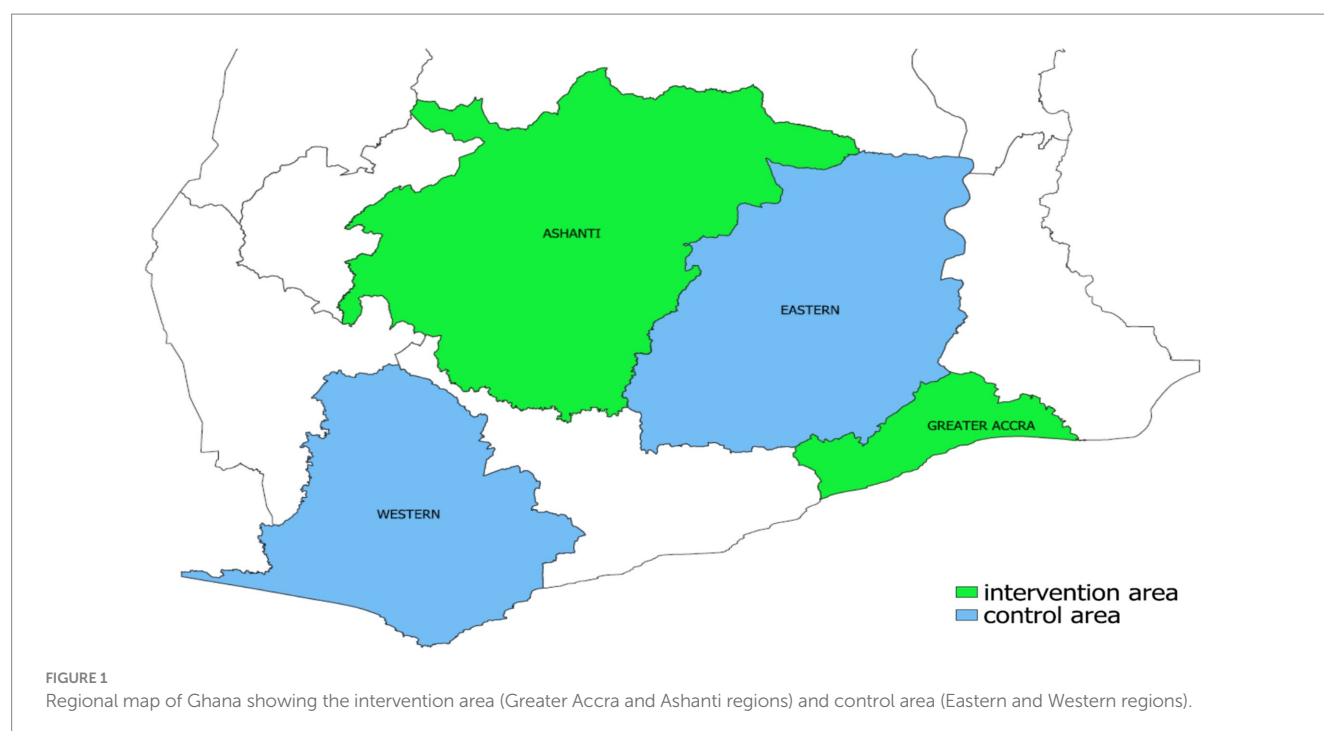 ASHANTI
EASTERN
GREATER ACCRA
WESTERN
intervention area
control area
FIGURE 1
Regional map of Ghana showing the intervention area (Greater Accra and Ashanti regions) and control area (Eastern and Western regions).